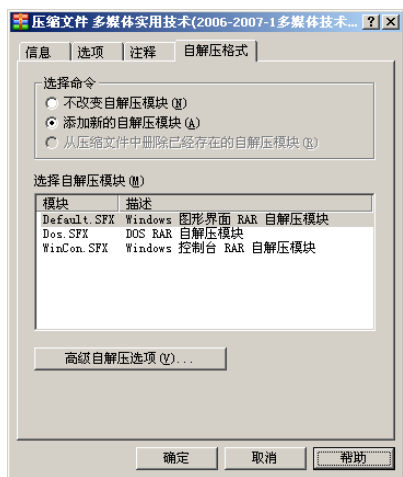 压缩文件 多媒体实用技术(2006-2007-1多媒体技术...
信息 选项 注释 自解压格式
选择命令
不改变自解压模块(N)
添加新的自解压模块(A)
从压缩文件中删除已经存在的自解压模块(R)
选择自解压模块(M)
模块 描述
Default.SFX Windows 图形界面 RAR 自解压模块
Dos.SFX DOS RAR 自解压模块
WinCon.SFX Windows 控制台 RAR 自解压模块
高级自解压选项(V)...
确定 取消 帮助